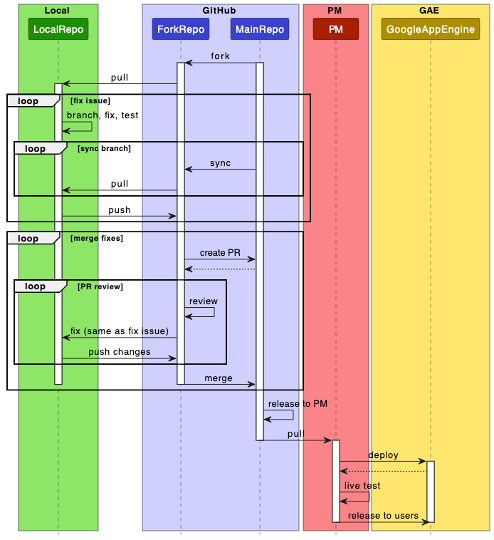 Local GitHub PM GAE
LocalRepo ForkRepo MainRepo PM GoogleAppEngine
fork
pull
loop [fix issue]
branch, fix, test
loop [sync branch]
sync
pull
push
loop [merge fixes]
create PR
loop [PR review]
review
fix (same as fix issue)
push changes
merge
release to PM
pull
deploy
live test
release to users